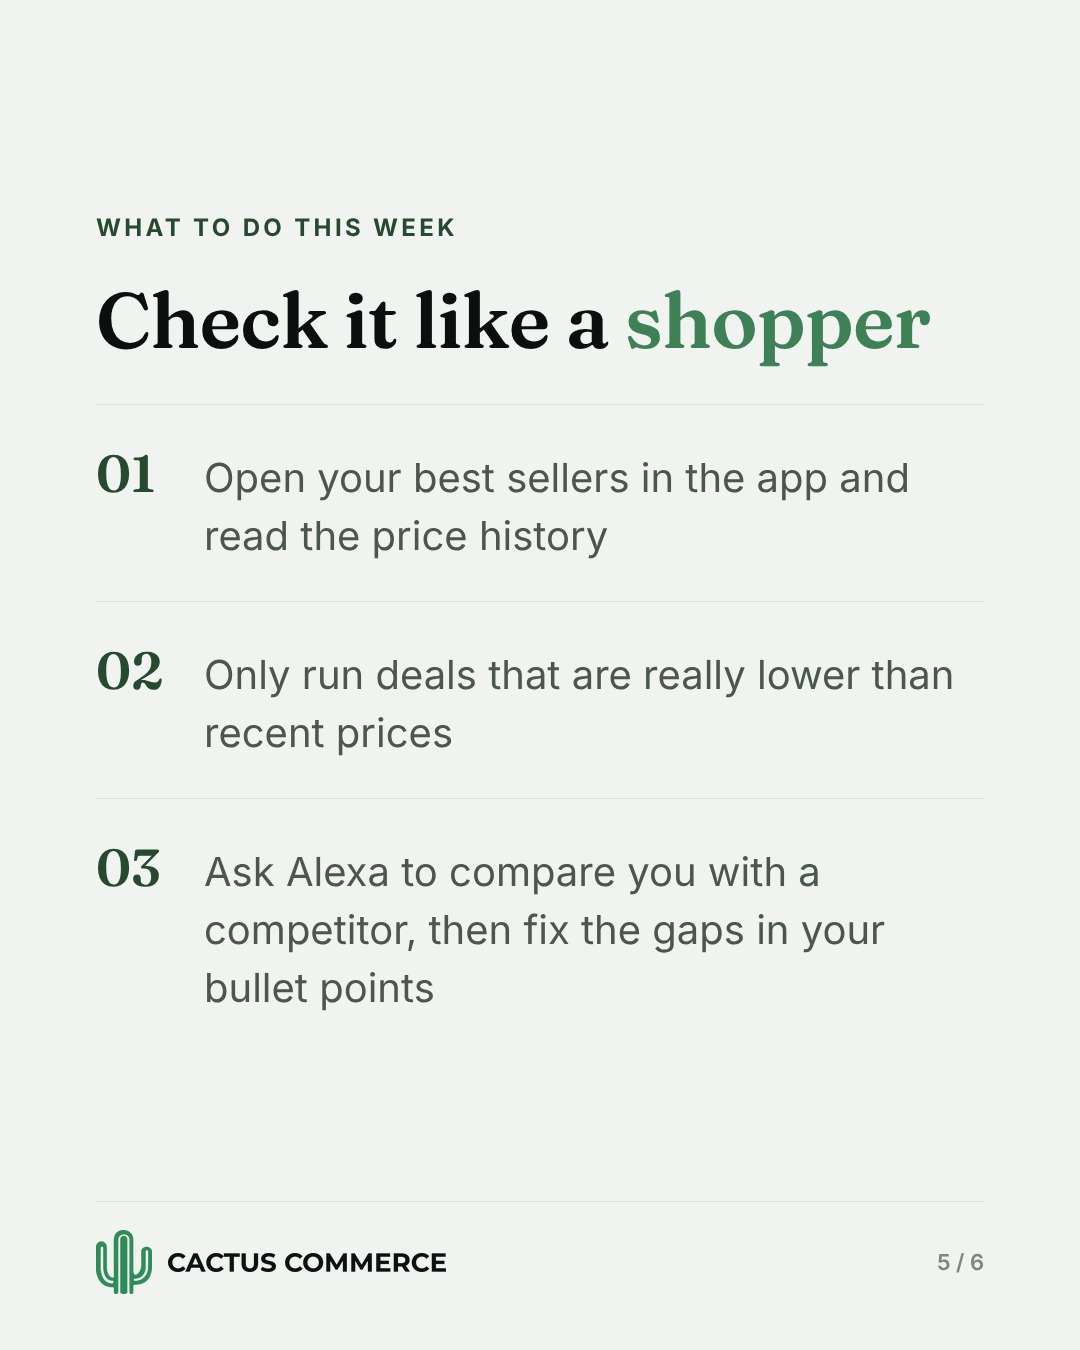 WHAT TO DO THIS WEEK
Check it like a shopper
01 Open your best sellers in the app and
read the price history
02 Only run deals that are really lower than
recent prices
03 Ask Alexa to compare you with a
competitor, then fix the gaps in your
bullet points
CACTUS COMMERCE
5 / 6